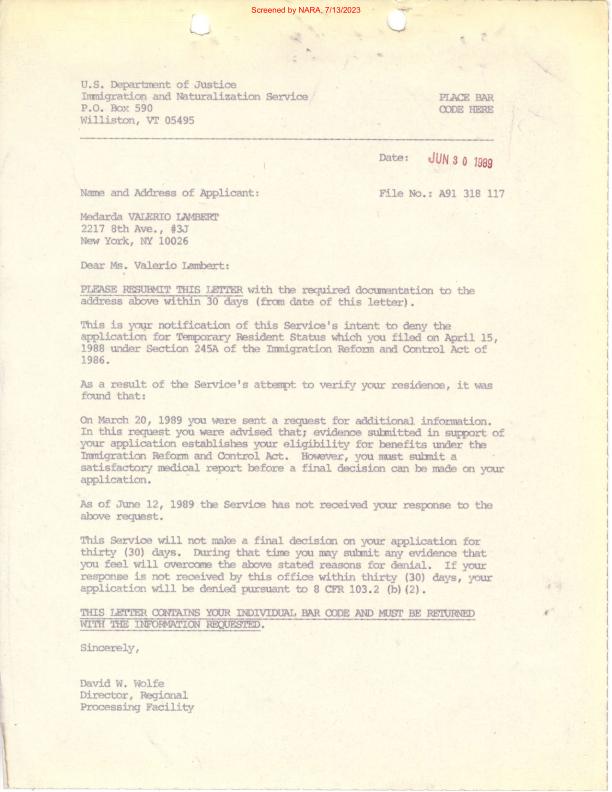 Screened by NARA, 7/13/2023
U.S. Department of Justice
Immigration and Naturalization Service
PLACE BAR
P.O. Box 590
CODE HERE
Williston, VT 05495
Date: JUN 30 1989
Name and Address of Applicant:
File No.: A91 318 117
Medarda VALERIO LAMBERT
2217 8th Ave., #3J
New York, NY 10026
Dear Ms. Valerio Lambert:
PLEASE RESUBMIT THIS LETTER with the required documentation to the
address above within 30 days (from date of this letter).
This is your notification of this Service's intent to deny the
application for Temporary Resident Status which you filed on April 15,
1988 under Section 245A of the Immigration Reform and Control Act of
1986.
As a result of the Service's attempt to verify your residence, it was
found that:
On March 20, 1989 you were sent a request for additional information.
In this request you were advised that; evidence submitted in support of
your application establishes your eligibility for benefits under the
Immigration Reform and Control Act. However, you must submit a
satisfactory medical report before a final decision can be made on your
application.
As of June 12, 1989 the Service has not received your response to the
above request.
This Service will not make a final decision on your application for
thirty (30) days. During that time you may submit any evidence that
you feel will overcome the above stated reasons for denial. If your
response is not received by this office within thirty (30) days, your
application will be denied pursuant to 8 CFR 103.2 (b)(2).
THIS LETTER CONTAINS YOUR INDIVIDUAL BAR CODE AND MUST BE RETURNED
WITH THE INFORMATION REQUESTED.
Sincerely,
David W. Wolfe
Director, Regional
Processing Facility